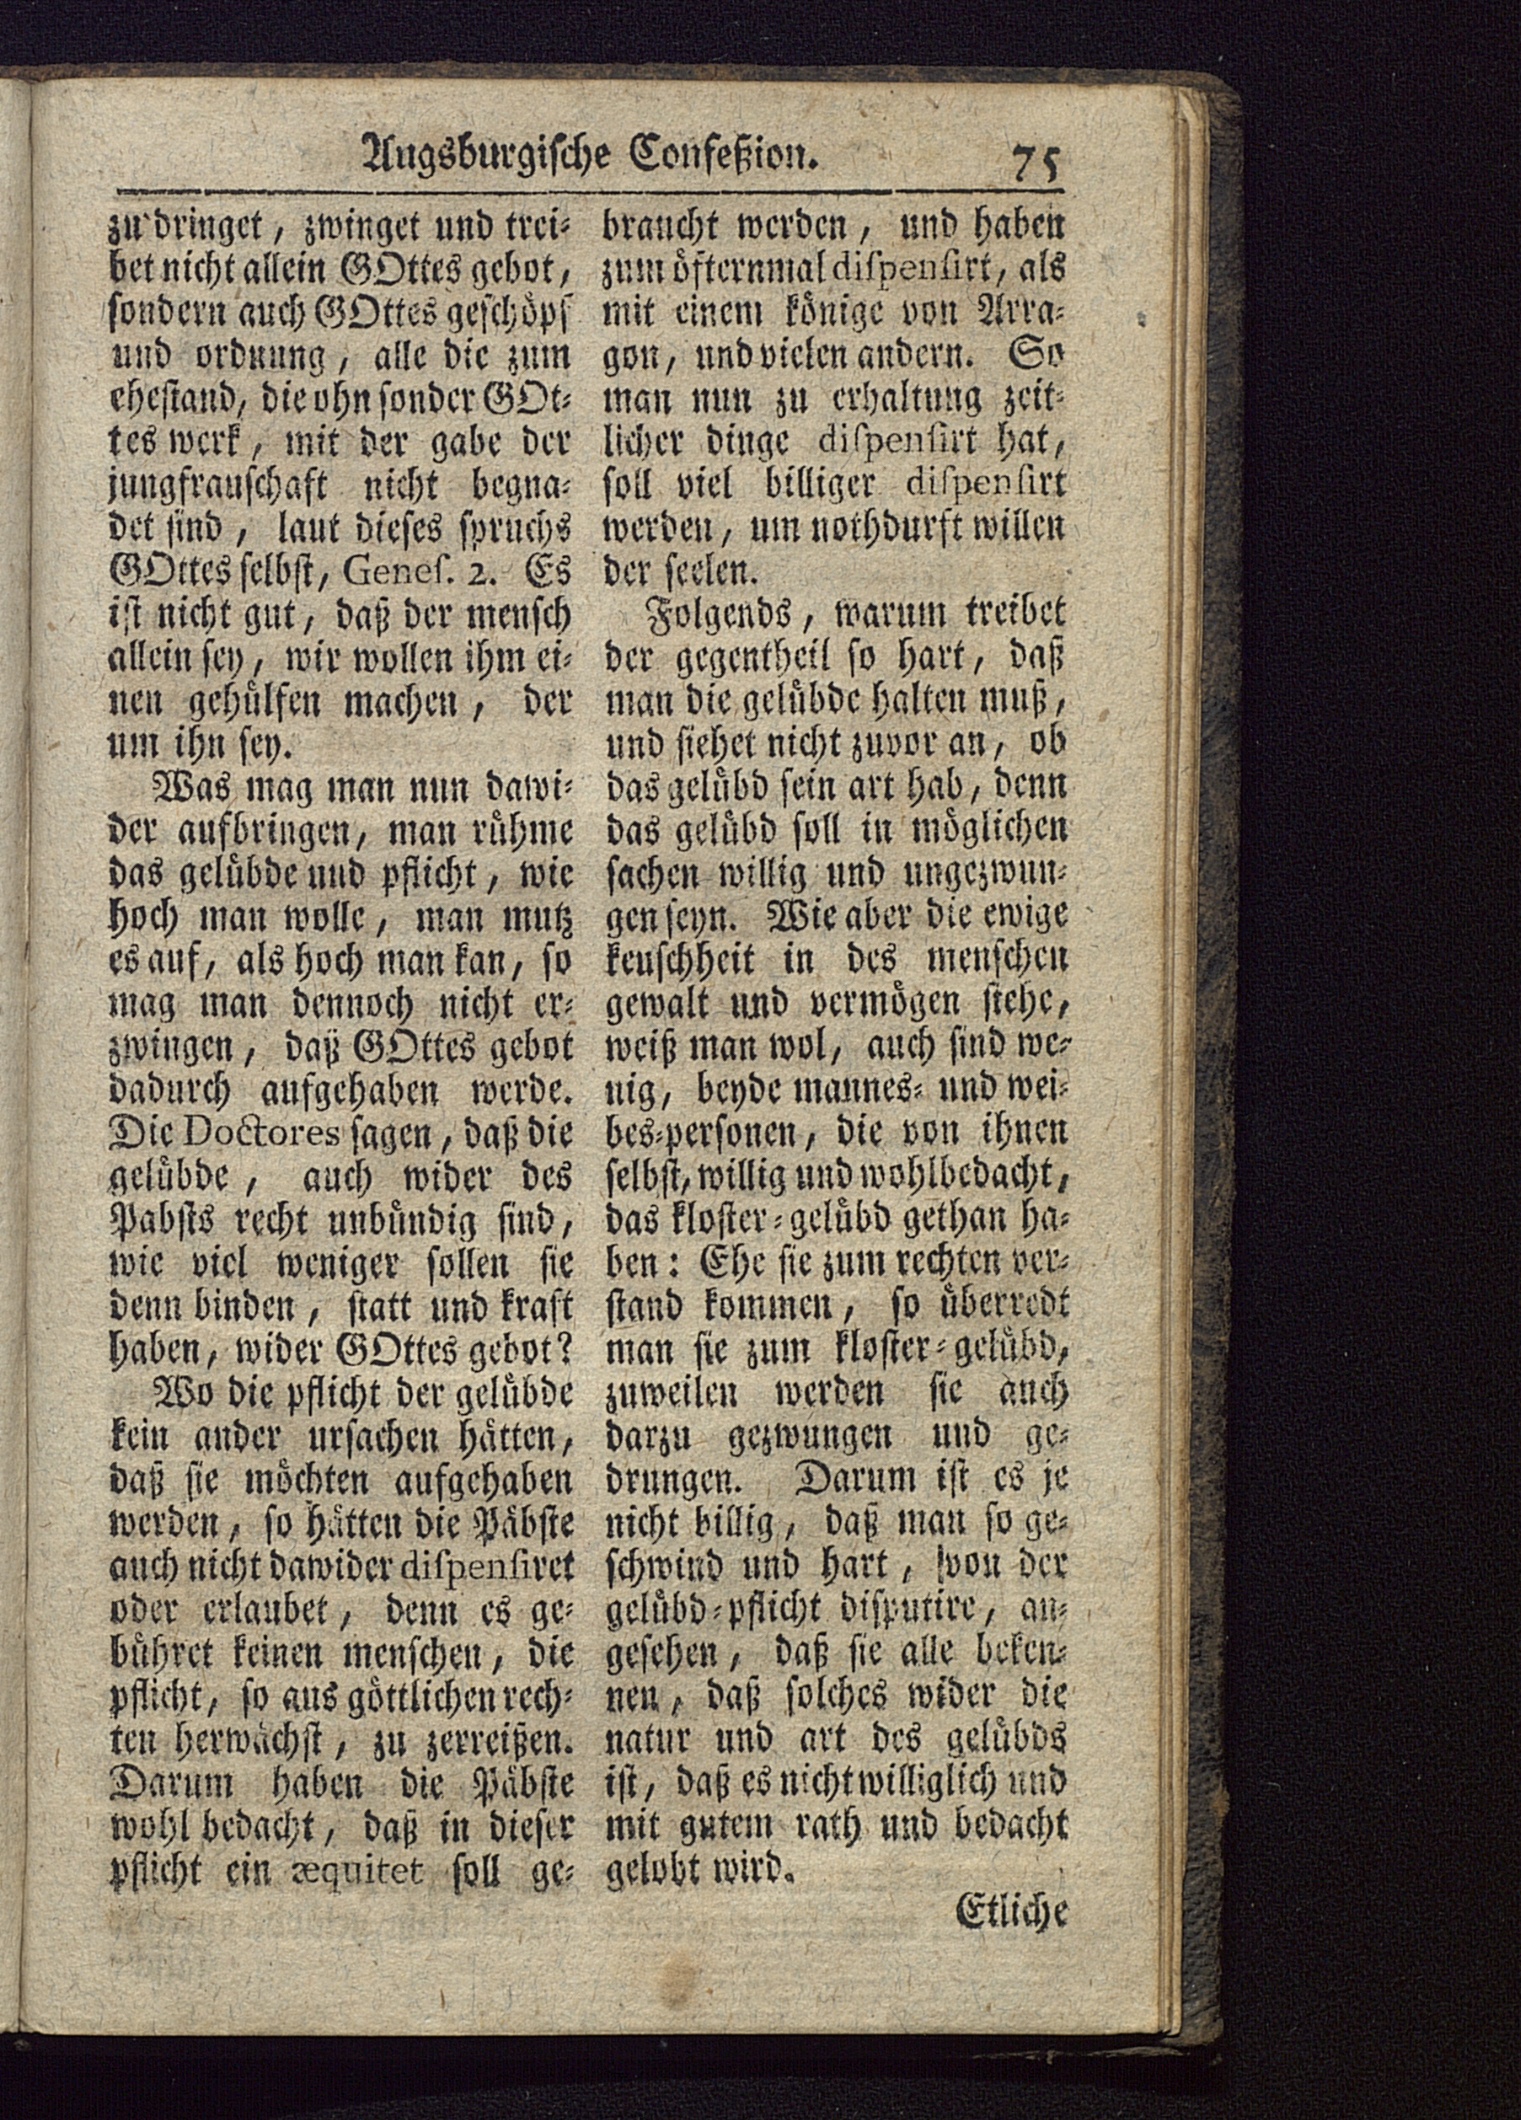 Augsburgische Confeßion. 75
zu dringet, zwinget und trei⸗
bet nicht allein GOttes gebot,
sondern auch GOttes geschöpf
und ordnung, alle die zum
ehestand, die ohn sonder GOt⸗
tes werk, mit der gabe der
jungfrauschaft nicht begna⸗
det sind, laut dieses spruchs
GOttes selbst, Genes. 2. Es
ist nicht gut, daß der mensch
allein sey, wir wollen ihm ei⸗
nen gehülfen machen, der
um ihn sey.
Was mag man nun dawi⸗
der aufbringen, man rühme
das gelübde und pflicht, wie
hoch man wolle, man mutz
es auf, als hoch man kan, so
mag man dennoch nicht er⸗
zwingen, daß GOttes gebot
dadurch aufgehaben werde.
Die Doctores sagen, daß die
gelübde, auch wider des
Pabsts recht unbündig sind,
wie viel weniger sollen sie
denn binden, statt und kraft
haben, wider GOttes gebot?
Wo die pflicht der gelübde
kein ander ursachen hätten,
daß sie möchten aufgehaben
werden, so hätten die Päbste
auch nicht dawider dispensiret
oder erlaubet, denn es ge⸗
bühret keinen menschen, die
pflicht, so aus göttlichen rech⸗
ten herwächst, zu zerreißen.
Darum haben die Päbste
wohl bedacht, daß in dieser
pflicht ein æquitet soll ge⸗
braucht werden, und haben
zum öfternmal dispensirt, als
mit einem könige von Arra⸗
gon, und vielen andern. So
man nun zu erhaltung zeit⸗
licher dinge dispensirt hat,
soll viel billiger dispensirt
werden, um nothdurft willen
der seelen.
Folgends, warum treibet
der gegentheil so hart, daß
man die gelübde halten muß,
und siehet nicht zuvor an, ob
das gelübd sein art hab, denn
das gelübd soll in möglichen
sachen willig und ungezwun⸗
gen seyn. Wie aber die ewige
keuschheit in des menschen
gewalt und vermögen stehe,
weiß man wol, auch sind we⸗
nig, beyde mannes⸗ und wei⸗
bes⸗personen, die von ihnen
selbst, willig und wohlbedacht,
das kloster⸗gelübd gethan ha⸗
ben: Ehe sie zum rechten ver⸗
stand kommen, so überredt
man sie zum kloster⸗gelübd,
zuweilen werden sie auch
darzu gezwungen und ge⸗
drungen. Darum ist es je
nicht billig, daß man so ge⸗
schwind und hart, von der
gelübd⸗pflicht disputire, an⸗
gesehen, daß sie alle beken⸗
nen, daß solches wider die
natur und art des gelübds
ist, daß es nicht williglich und
mit gutem rath und bedacht
gelobt wird.
Etliche